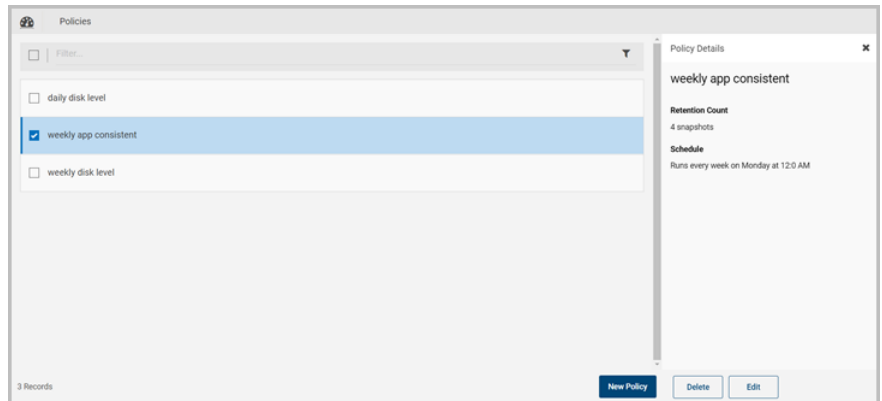 Policies
Filter...
daily disk level
weekly app consistent
weekly disk level
3 Records
New Policy
Policy Details
weekly app consistent
Retention Count
4 snapshots
Schedule
Runs every week on Monday at 12:0 AM
Delete
Edit